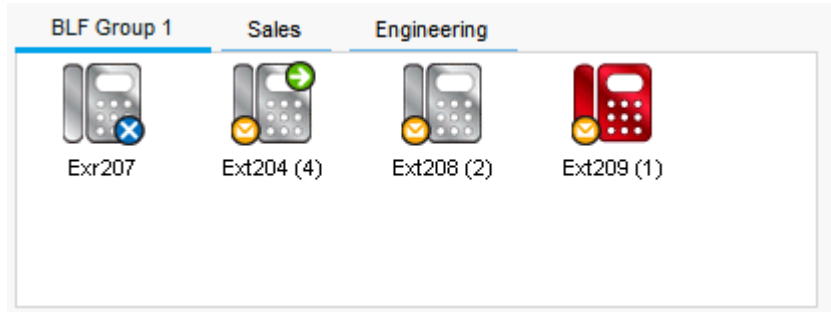 BLF Group 1 Sales Engineering
Exr207 Ext204 (4) Ext208 (2) Ext209 (1)